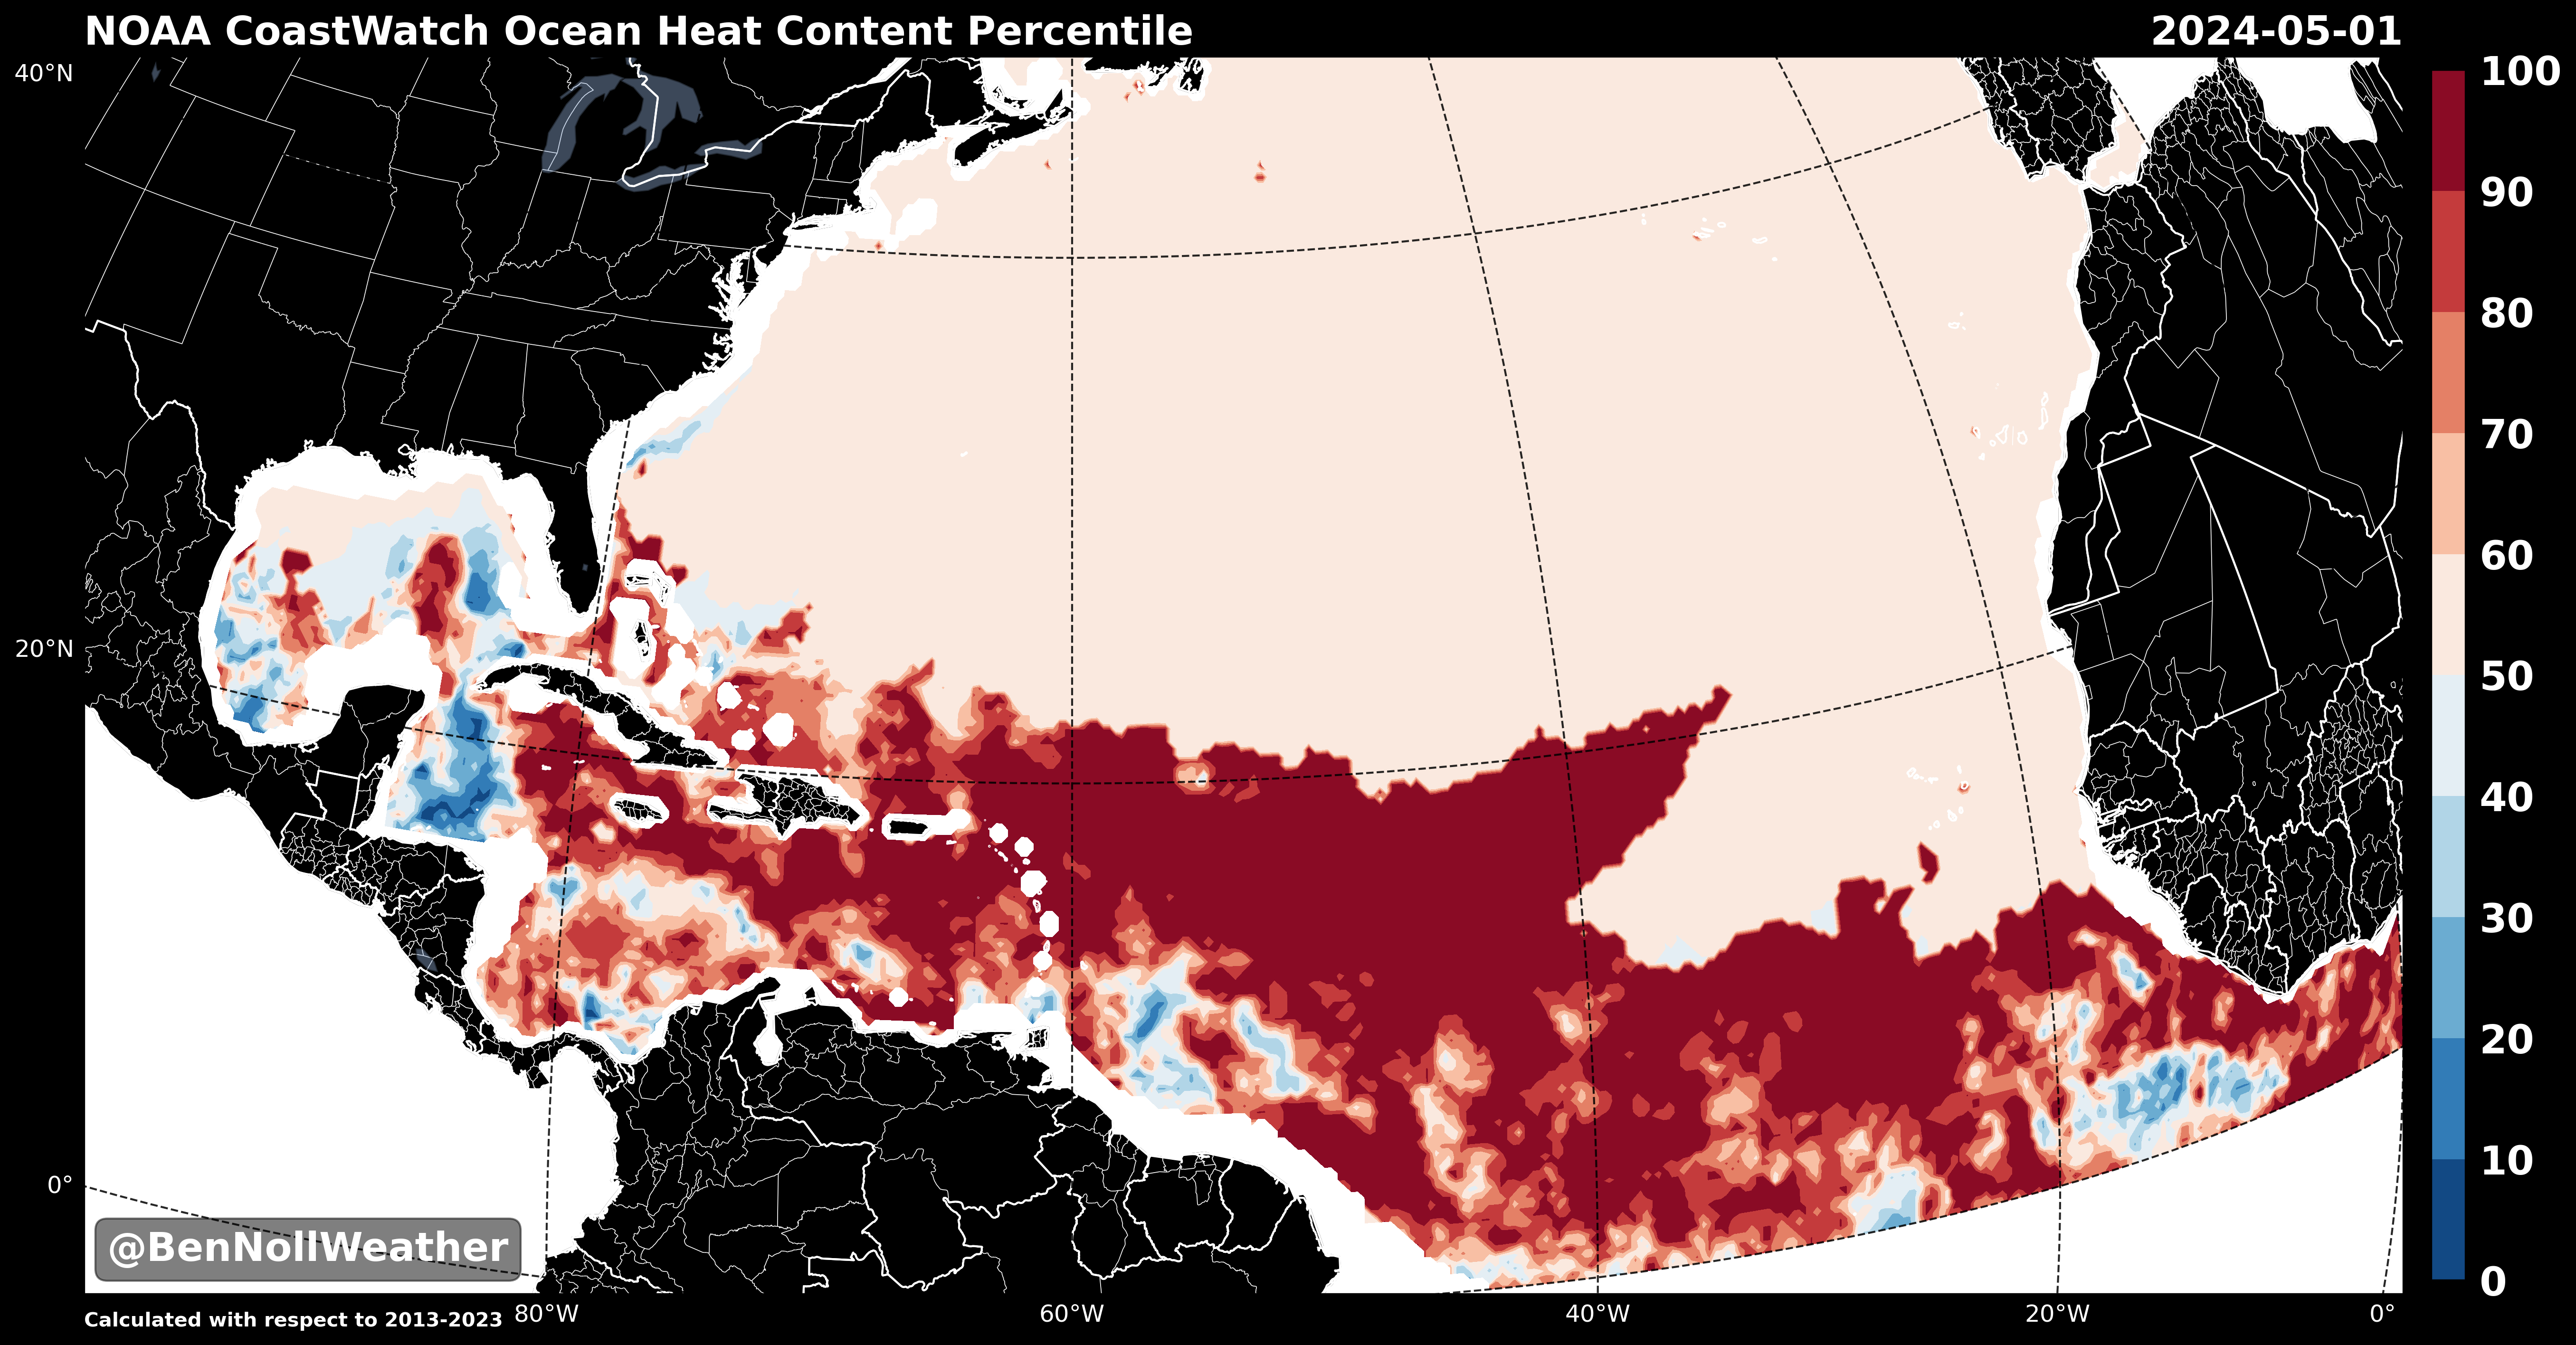 NOAA CoastWatch Ocean Heat Content Percentile 2024-05-01
40°N
20°N
0°
100
90
80
70
60
50
40
30
20
10
0
@BenNollWeather
Calculated with respect to 2013-2023 80°W 60°W 40°W 20°W 0°